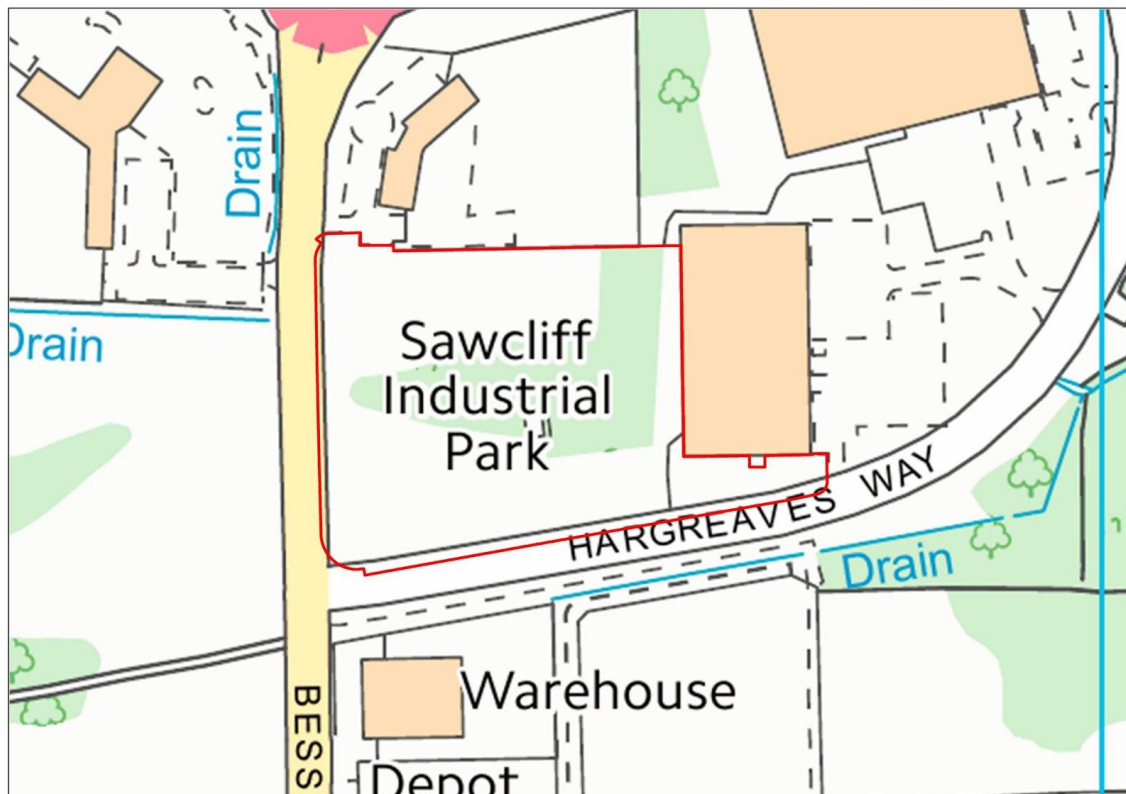 Drain
Drain
Sawcliff
Industrial
Park
HARGREAVES WAY
Drain
BESS
Warehouse
Depot